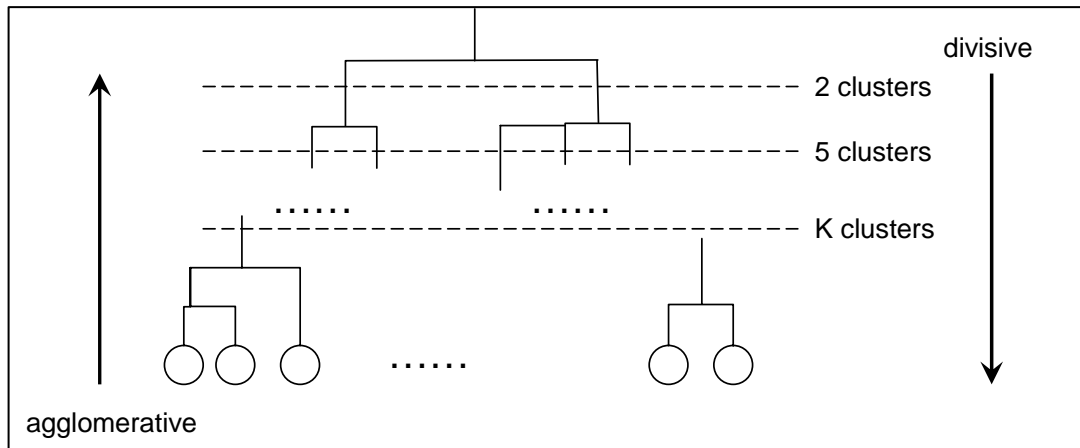 divisive
2 clusters
5 clusters
......
......
K clusters
......
agglomerative